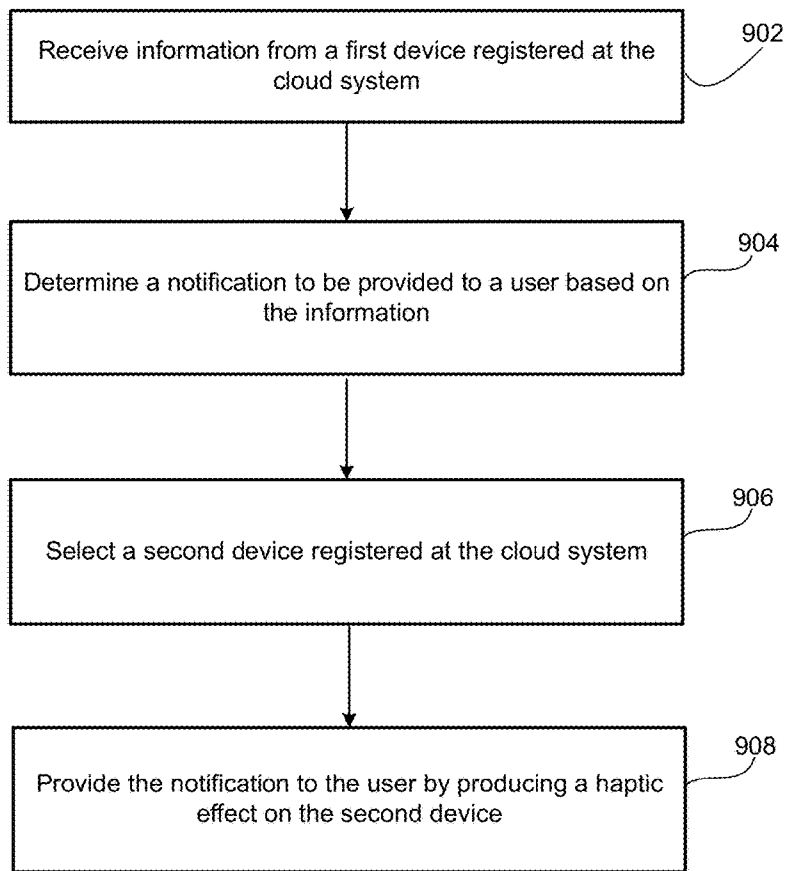 Receive information from a first device registered at the
cloud system
902
Determine a notification to be provided to a user based on
the information
904
Select a second device registered at the cloud system
906
Provide the notification to the user by producing a haptic
effect on the second device
908